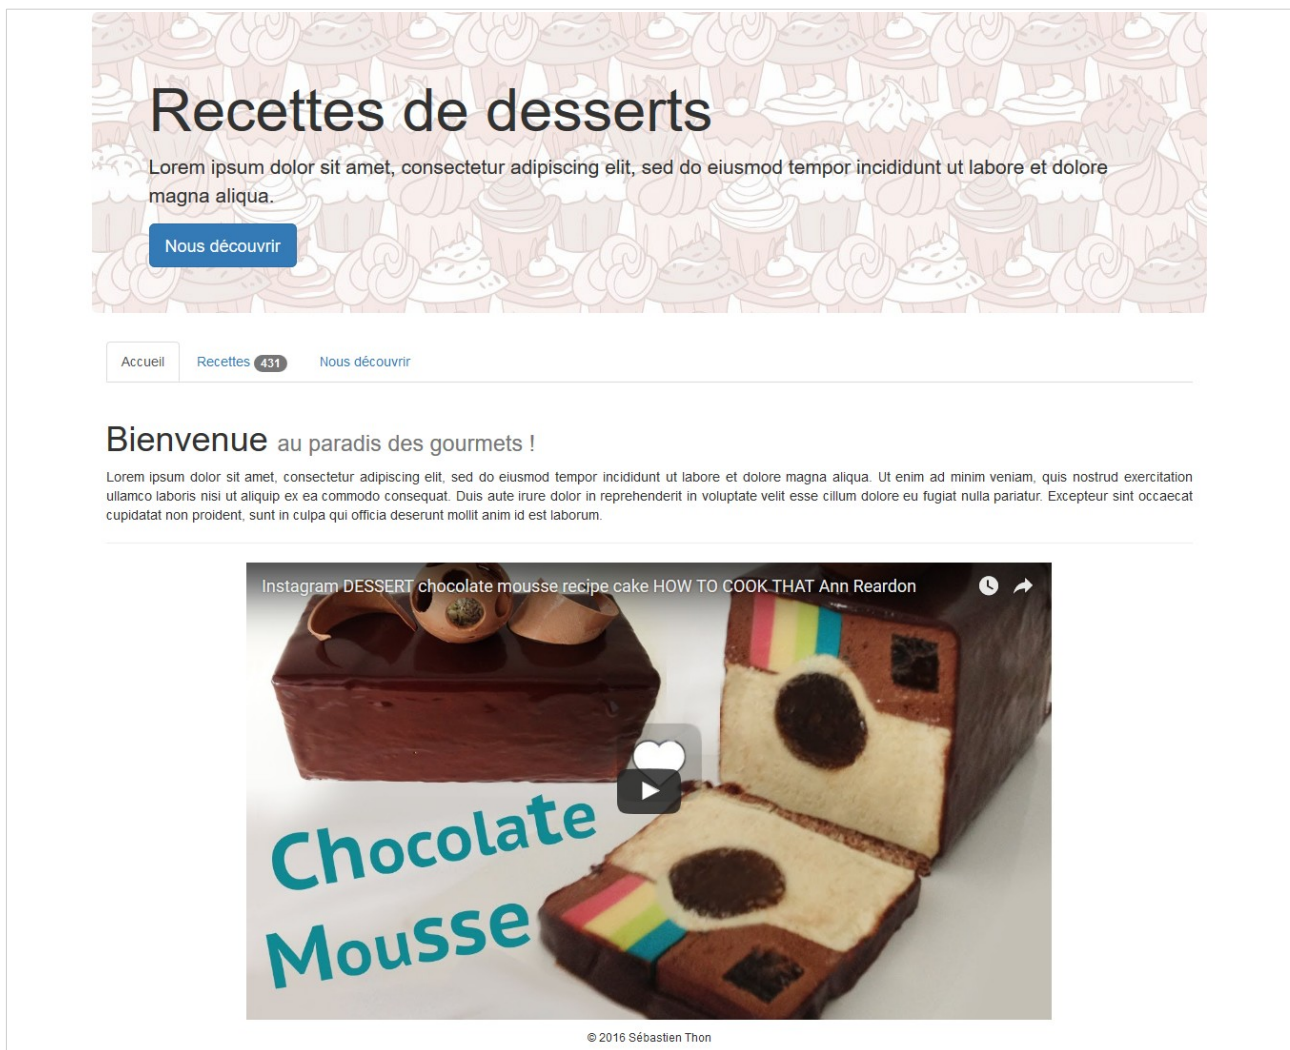 Recettes de desserts
Lorem ipsum dolor sit amet, consectetur adipiscing elit, sed do eiusmod tempor incididunt ut labore et dolore
magna aliqua.
Nous découvrir
Accueil Recettes 431 Nous découvrir
Bienvenue au paradis des gourmets !
Lorem ipsum dolor sit amet, consectetur adipiscing elit, sed do eiusmod tempor incididunt ut labore et dolore magna aliqua. Ut enim ad minim veniam, quis nostrud exercitation
ullamco laboris nisi ut aliquip ex ea commodo consequat. Duis aute irure dolor in reprehenderit in voluptate velit esse cillum dolore eu fugiat nulla pariatur. Excepteur sint occaecat
cupidatat non proident, sunt in culpa qui officia deserunt mollit anim id est laborum.
Instagram DESSERT chocolate mousse recipe cake HOW TO COOK THAT Ann Reardon
Chocolate
Mousse
© 2016 Sébastien Thon